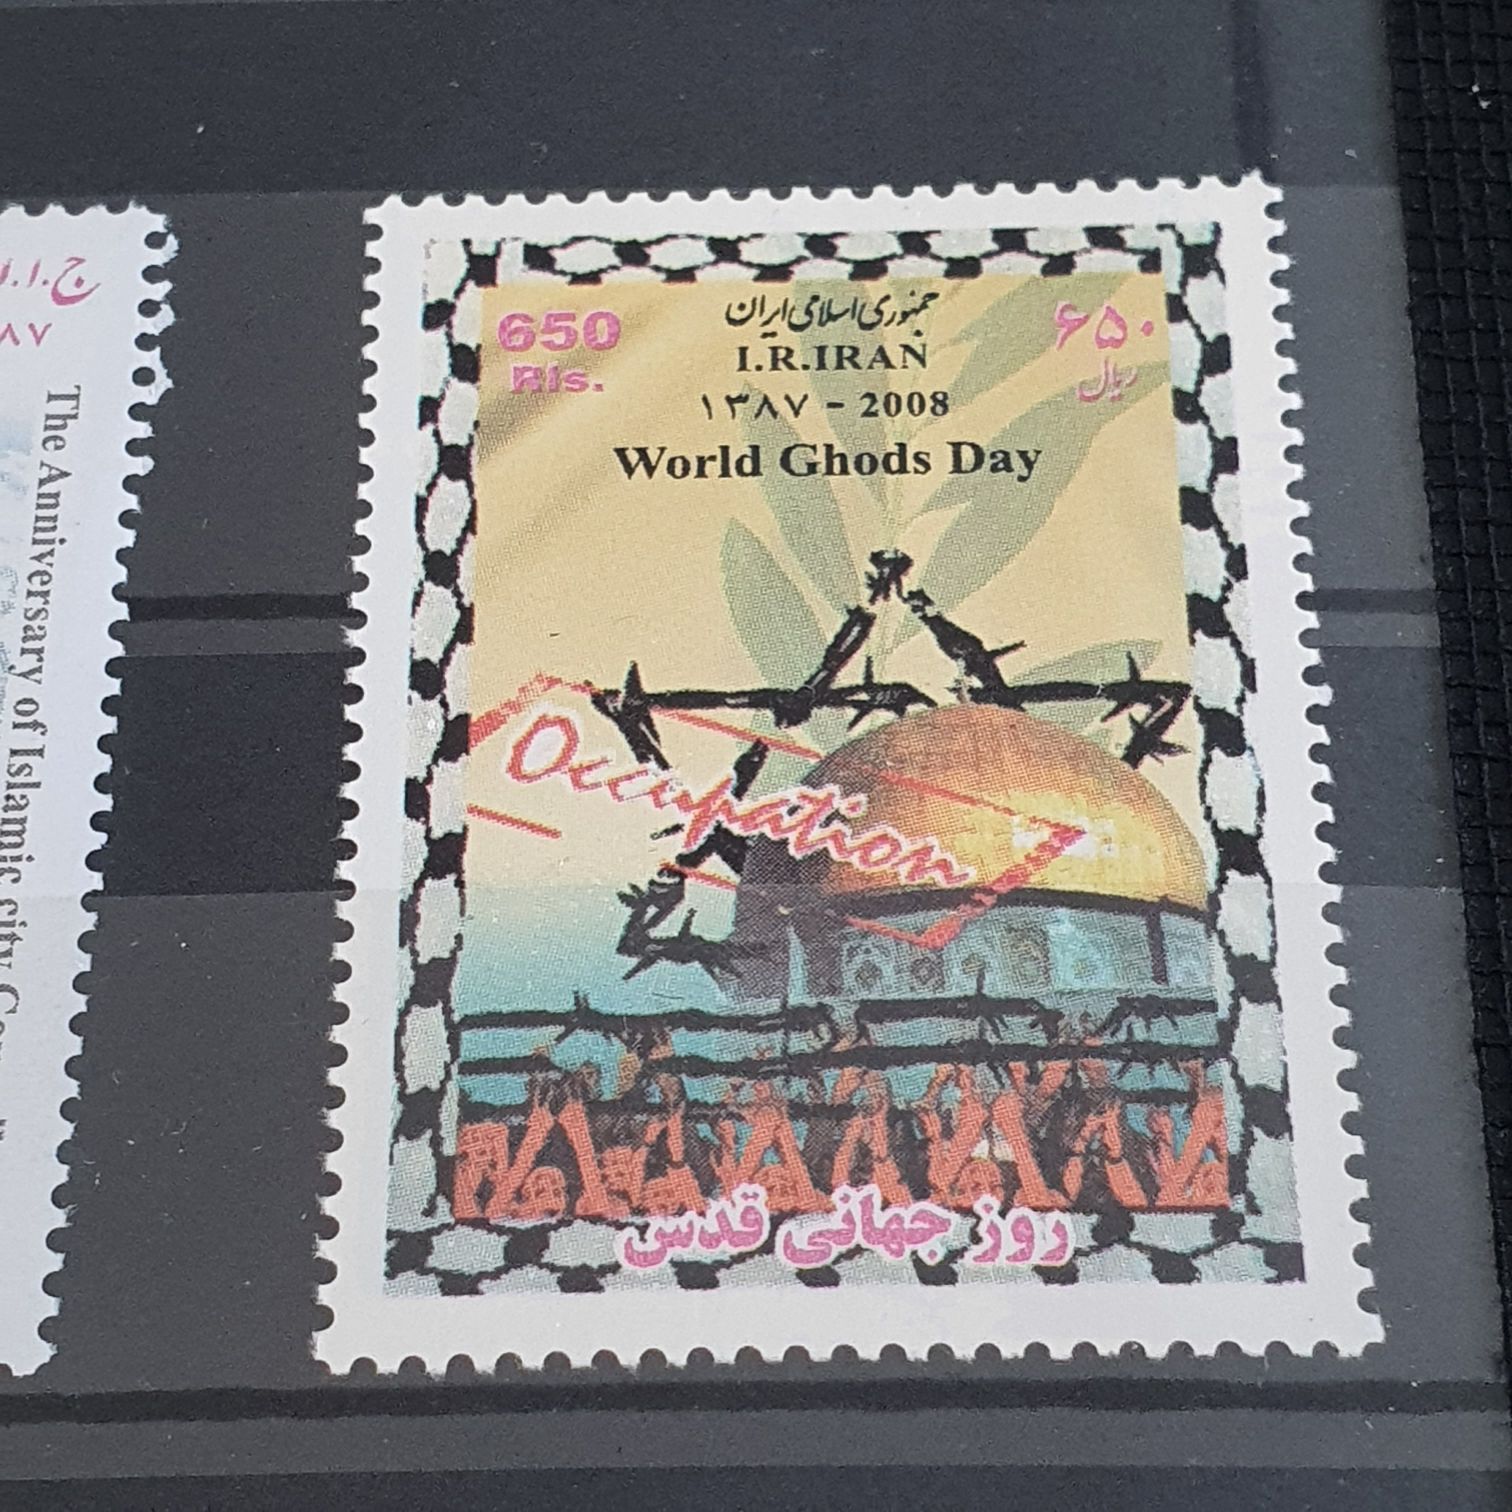 ج.ا.
۸۷
The Anniversary of Islamic city
جمهوری اسلامی ایران
650
Rls.
I.R.IRAN
۶۵۰
ریال
۱۳۸۷ - 2008
World Ghods Day
Occupation
روز جهانی قدس